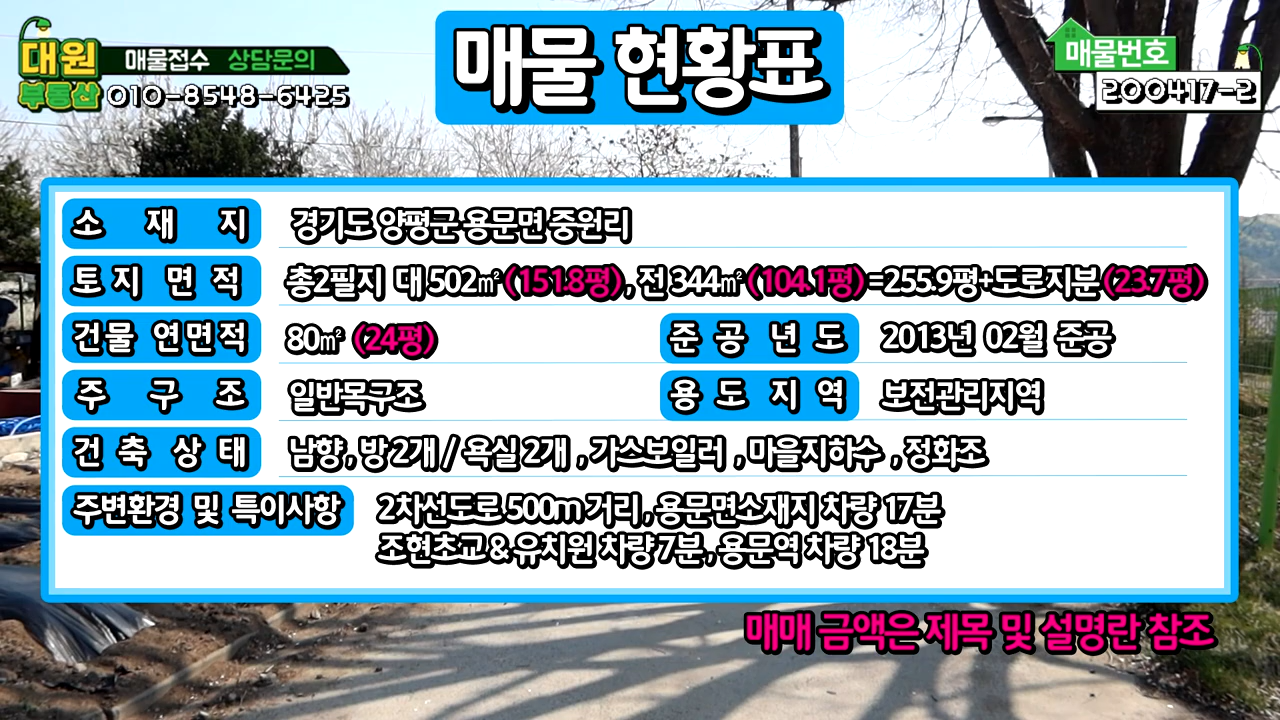 대원 매물접수 상담문의
부동산 010-8548-6425
매물 현황표
매물번호
200417-2
소 재 지 경기도 양평군 용문면 중원리
토지 면적 총2필지 대 502㎡(151.8평), 전 344㎡(104.1평)=255.9평+도로지분(23.7평)
건물 연면적 80㎡ (24평) 준 공 년 도 2013년 02월 준공
주 구 조 일반목구조 용 도 지 역 보전관리지역
건 축 상 태 남향, 방2개 / 욕실 2개 , 가스보일러 , 마을지하수 , 정화조
주변환경 및 특이사항 2차선도로 500m 거리, 용문면소재지 차량 17분
조현초교 & 유치원 차량 7분, 용문역 차량 18분
매매 금액은 제목 및 설명란 참조